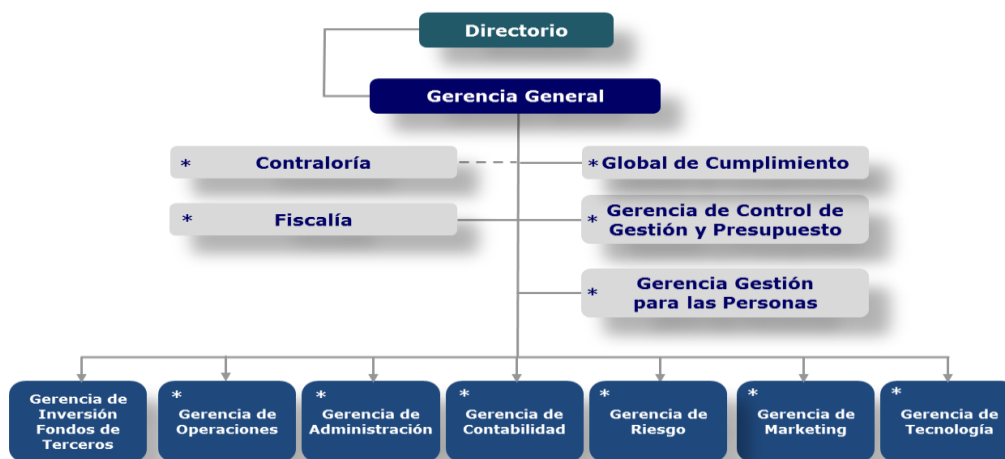 Directorio
Gerencia General
* Contraloría
* Global de Cumplimiento
* Fiscalía
* Gerencia de Control de
Gestión y Presupuesto
* Gerencia Gestión
para las Personas
Gerencia de
Inversión
Fondos de
Terceros
*
Gerencia de
Operaciones
*
Gerencia de
Administración
*
Gerencia de
Contabilidad
*
Gerencia de
Riesgo
*
Gerencia de
Marketing
*
Gerencia de
Tecnología